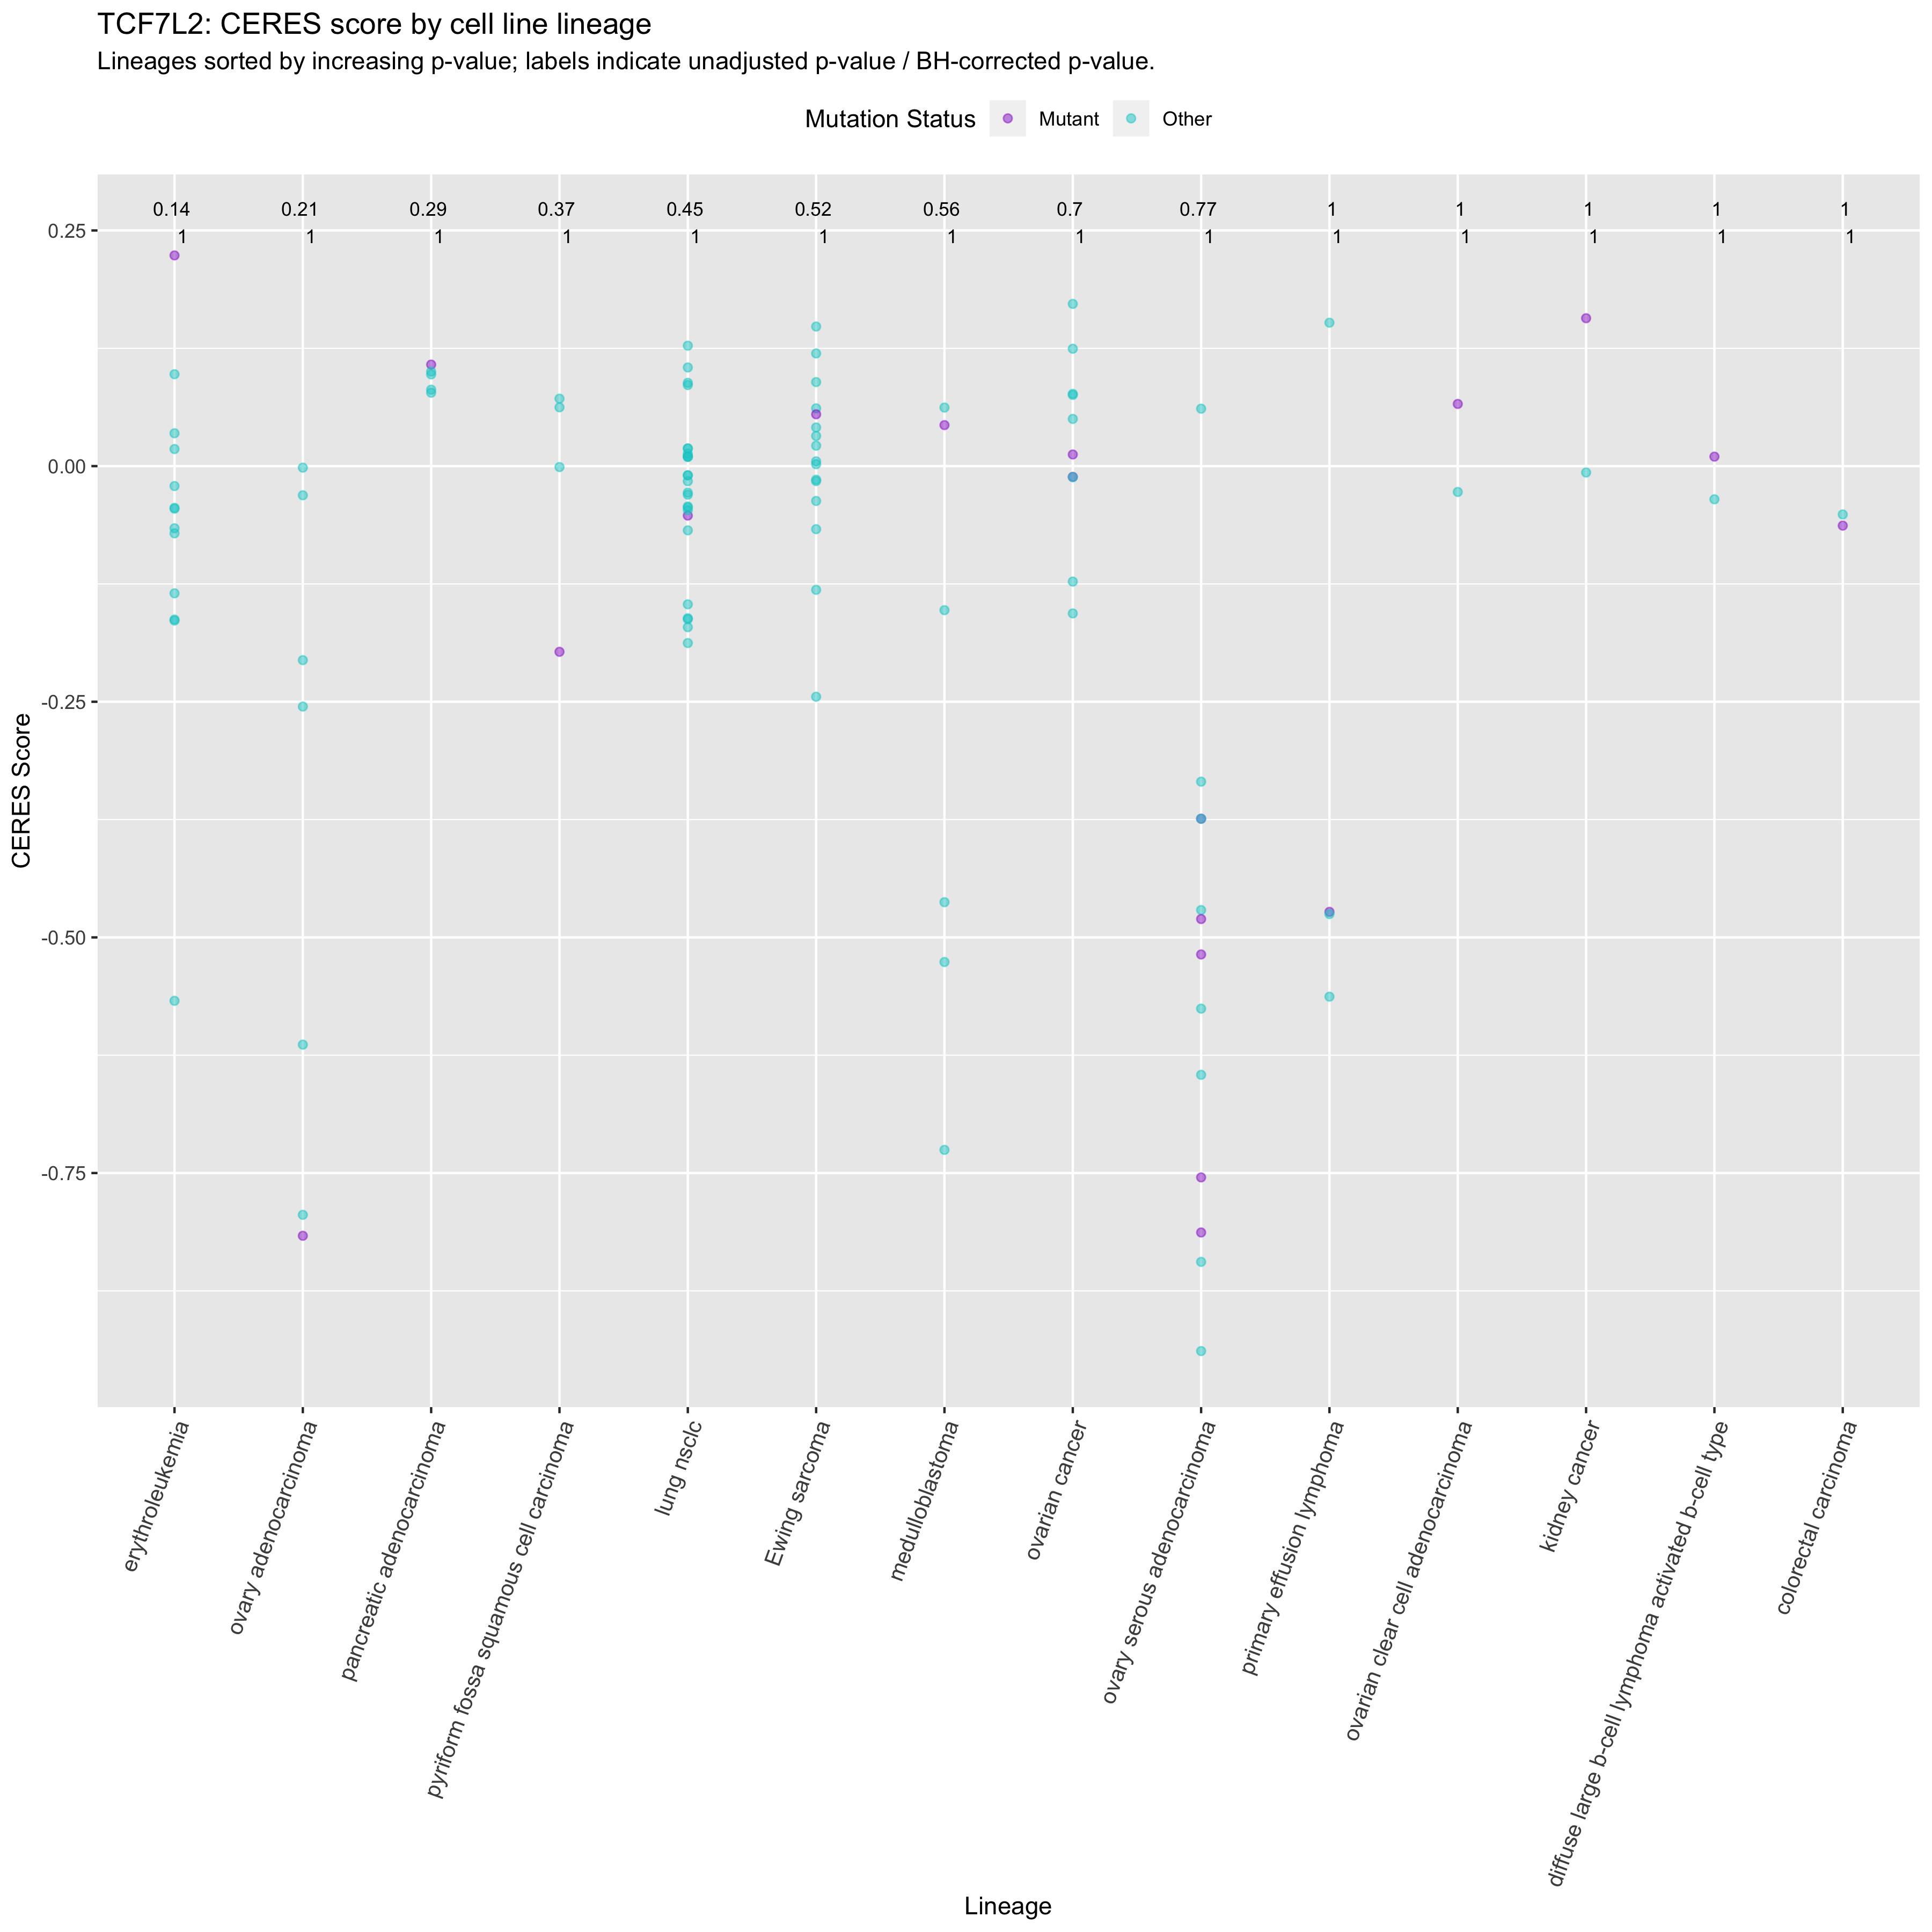 TCF7L2: CERES score by cell line lineage
Lineages sorted by increasing p-value; labels indicate unadjusted p-value / BH-corrected p-value.
Mutation Status Mutant Other
0.14 0.21 0.29 0.37 0.45 0.52 0.56 0.7 0.77 1 1 1 1 1
1 1 1 1 1 1 1 1 1 1 1 1 1 1
0.25
0.00
-0.25
-0.50
-0.75
CERES Score
erythroleukemia
ovary adenocarcinoma
pancreatic adenocarcinoma
pyriform fossa squamous cell carcinoma
lung nsclc
Ewing sarcoma
medulloblastoma
ovarian cancer
ovary serous adenocarcinoma
primary effusion lymphoma
ovarian clear cell adenocarcinoma
kidney cancer
diffuse large b-cell lymphoma activated b-cell type
colorectal carcinoma
Lineage